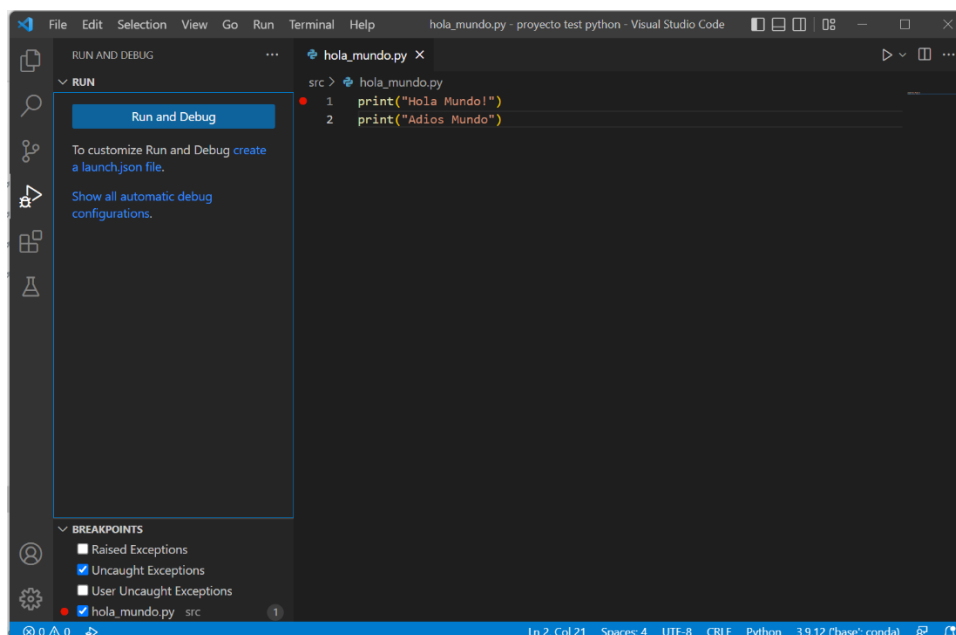 File Edit Selection View Go Run Terminal Help hola_mundo.py - proyecto test python - Visual Studio Code
RUN AND DEBUG ...
RUN
Run and Debug
To customize Run and Debug create
a launch.json file.
Show all automatic debug
configurations.
hola_mundo.py
src > hola_mundo.py
1 print("Hola Mundo!")
2 print("Adios Mundo")
BREAKPOINTS
Raised Exceptions
Uncaught Exceptions
User Uncaught Exceptions
hola_mundo.py src 1
0 0 Ln 2, Col 21 Spaces: 4 UTF-8 CRLF Python 3.9.12 ('base': conda)